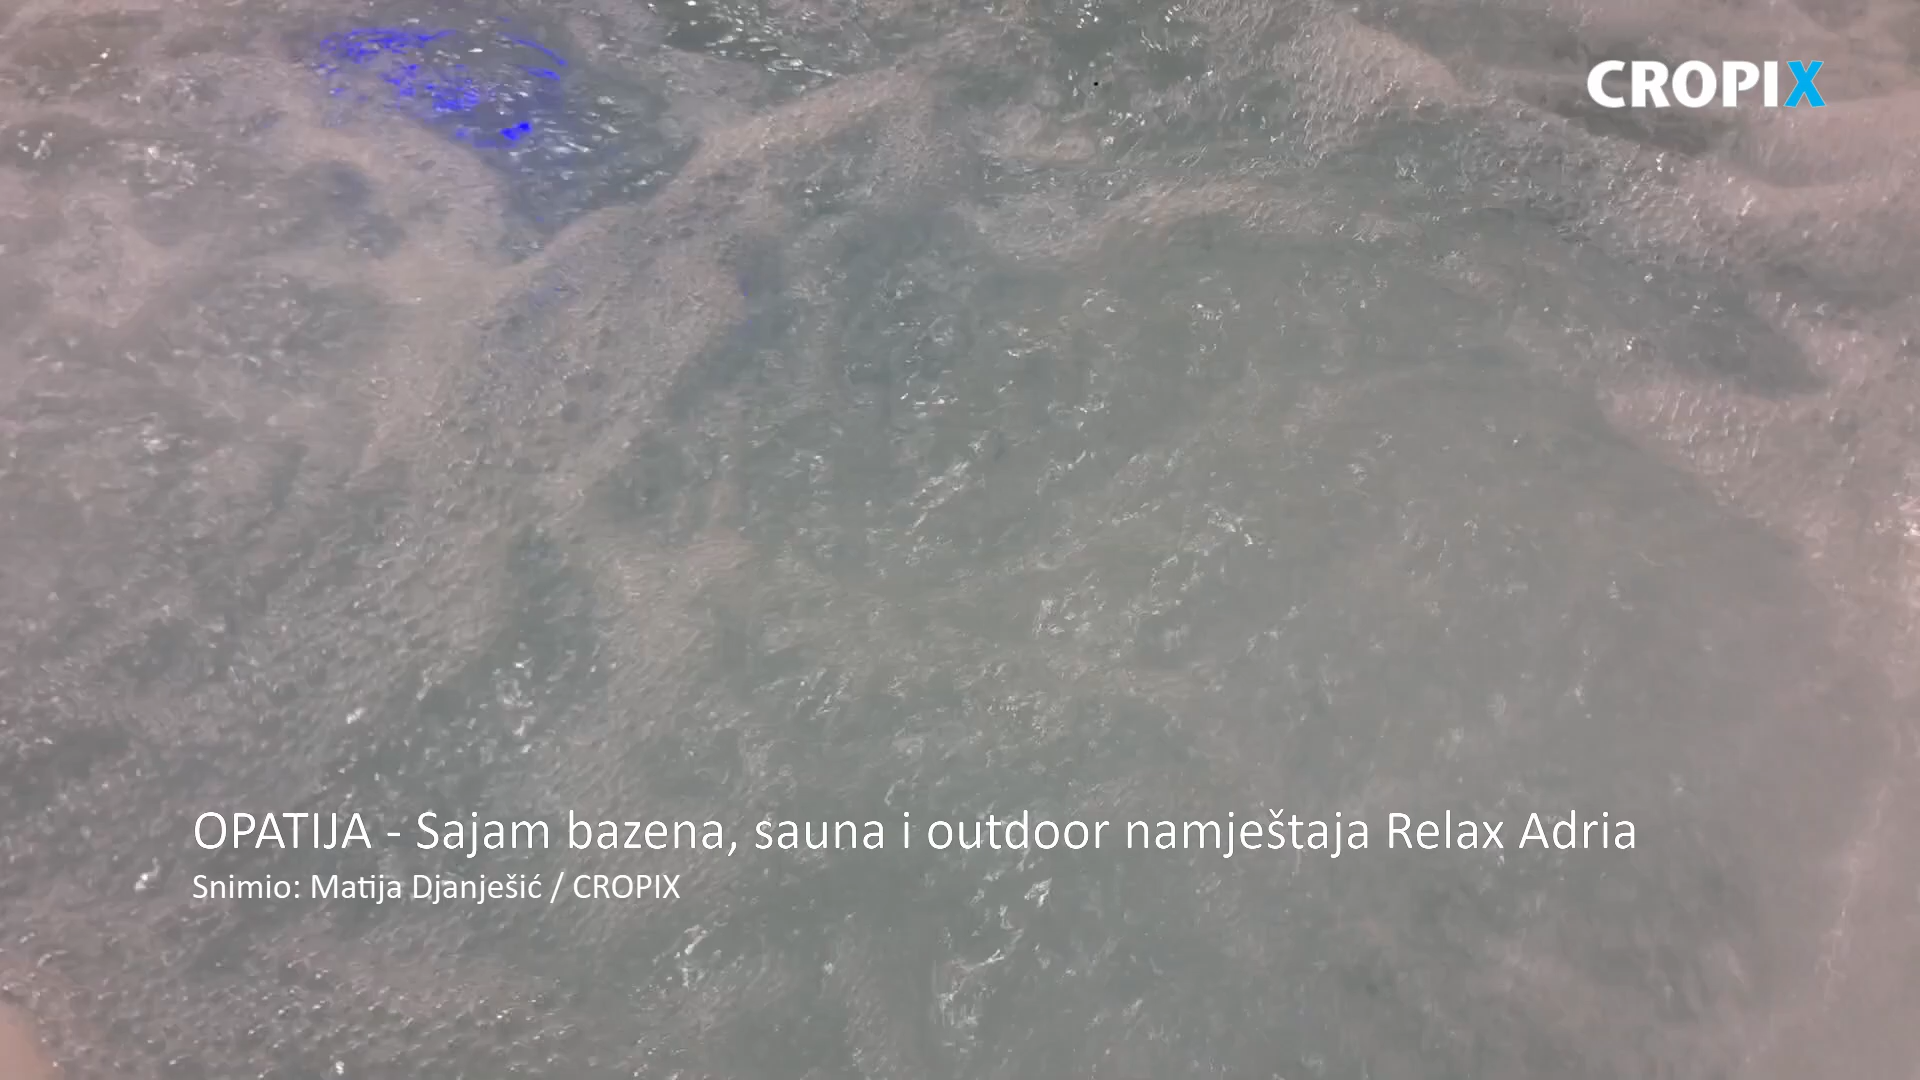 CROPIX
OPATIJA - Sajam bazena, sauna i outdoor namještaja Relax Adria
Snimio: Matija Djanješić / CROPIX